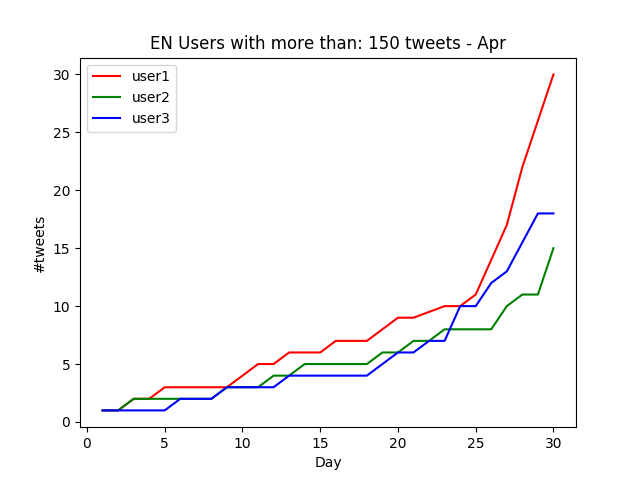 EN Users with more than: 150 tweets - Apr
user1
user2
user3
30
25
20
15
10
5
0
#tweets
0 5 10 15 20 25 30
Day